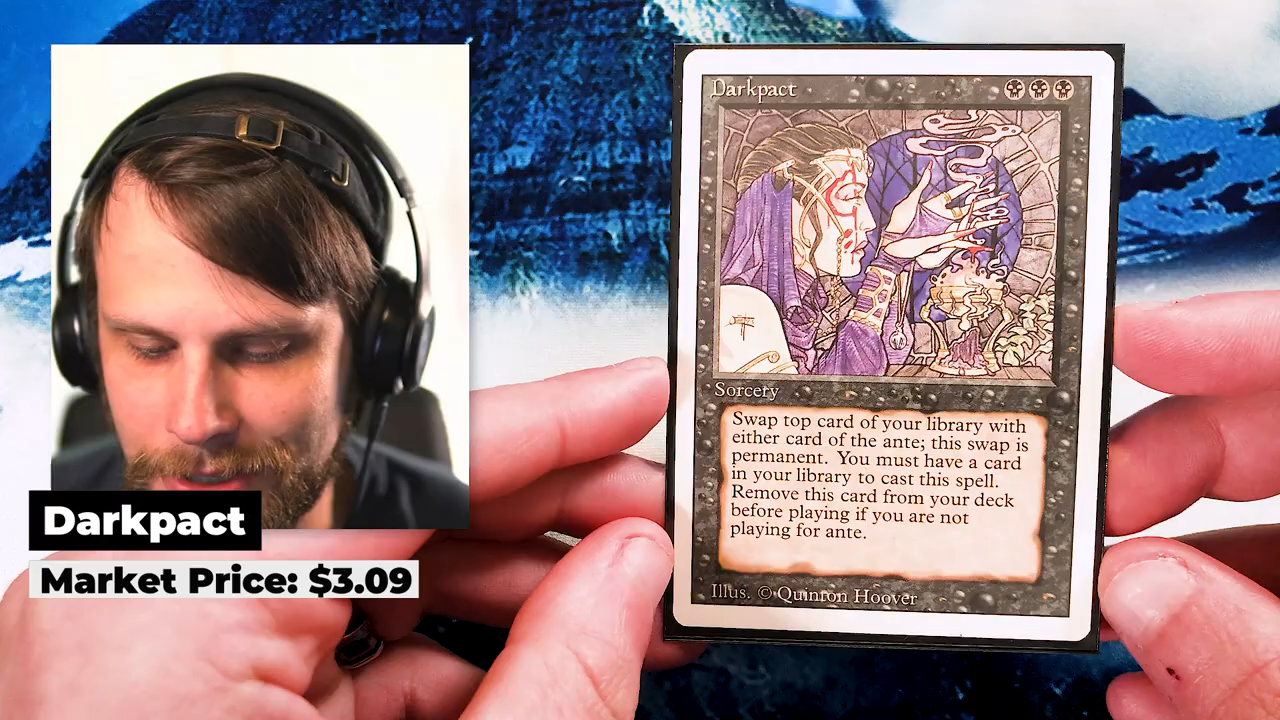 Darkpact
Market Price: $3.09
Darkpact
Sorcery
Swap top card of your library with
either card of the ante; this swap is
permanent. You must have a card
in your library to cast this spell.
Remove this card from your deck
before playing if you are not
playing for ante.
Illus. © Quinton Hoover